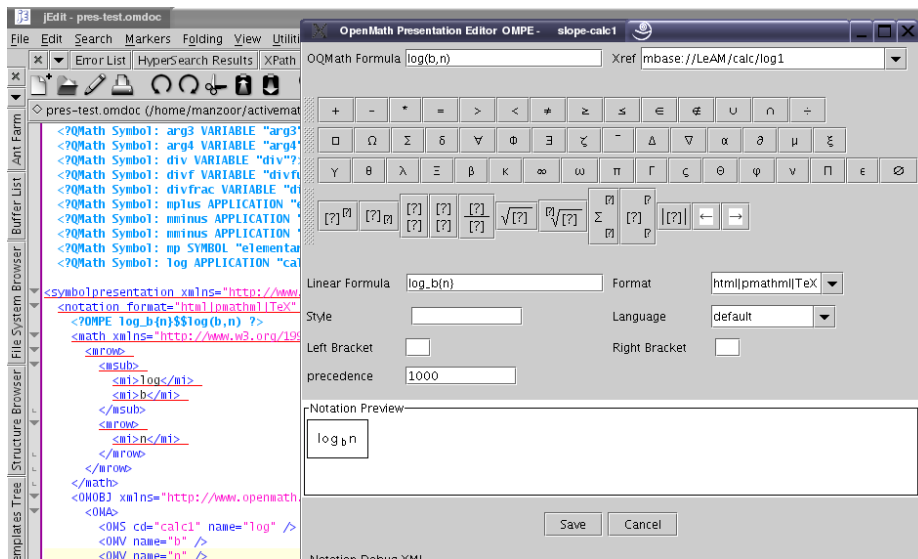 jEdit - pres-test.omdoc
File Edit Search Markers Folding View Utiliti
Error List HyperSearch Results XPath
pres-test.omdoc (/home/manzoor/activemat
Ant Farm
Buffer List
File System Browser
Structure Browser
emplates Tree
<?QMath Symbol: arg3 VARIABLE "arg3"
<?QMath Symbol: arg4 VARIABLE "arg4"
<?QMath Symbol: div VARIABLE "div"?>
<?QMath Symbol: divf VARIABLE "divfu
<?QMath Symbol: divfrac VARIABLE "di
<?QMath Symbol: mplus APPLICATION "e
<?QMath Symbol: mminus APPLICATION "
<?QMath Symbol: mminus APPLICATION "
<?QMath Symbol: mp SYMBOL "elementar
<?QMath Symbol: log APPLICATION "cal
<symbolpresentation xmlns="http://www.
<notation format="html|pmathml|TeX"
<?OMPE log_b{n}$$log(b,n) ?>
<math xmlns="http://www.w3.org/199
<mrow>
<msub>
<mi>log</mi>
<mi>b</mi>
</msub>
<mrow>
<mi>n</mi>
</mrow>
</mrow>
</math>
<OMOBJ xmlns="http://www.openmath.
<OMA>
<OMS cd="calc1" name="log" />
<OMV name="b" />
<OMV name="n" />
OpenMath Presentation Editor OMPE - slope-calc1
OQMath Formula log(b,n) Xref mbase://LeAM/calc/log1
+ - * = > < ≠ ≥ ≤ ∈ ∉ ∪ ∩ ÷
□ Ω Σ δ ∀ Φ ∃ ζ ¯ Δ ∇ α ∂ μ ξ
γ θ λ Ξ β κ ∞ ω π Γ ς Θ φ ν Π ϵ ∅
[?] [?] [?] [?] [?] [?] [?] [?] [?] [?] √[?] [?]√[?] [?] Σ [?] [?] [?] [?] |[?]| ← →
Linear Formula log_b{n} Format html|pmathml|TeX
Style Language default
Left Bracket Right Bracket
precedence 1000
Notation Preview
log b n
Save Cancel
Notation Debug XML